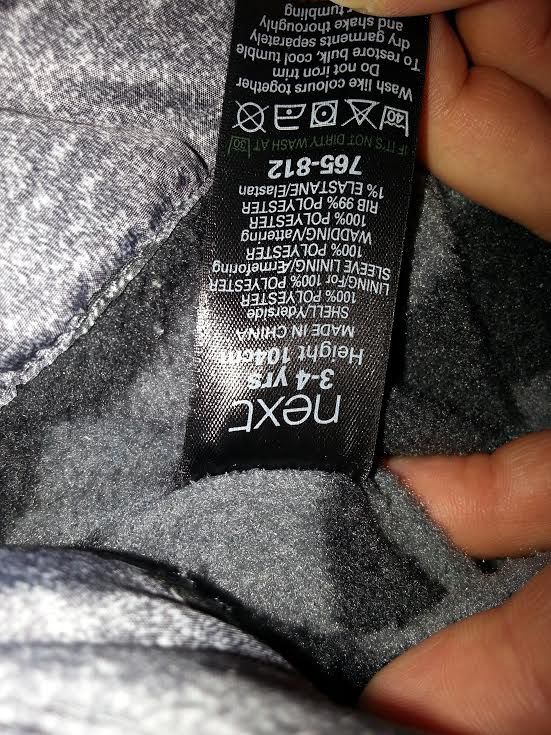 next
3-4 yrs
Height 104cm
MADE IN CHINA
SHELL/Yderside
100% POLYESTER
LINING/For 100% POLYESTER
SLEEVE LINING/Ærmeforing
100% POLYESTER
WADDING/Vattering
100% POLYESTER
RIB 99% POLYESTER
1% ELASTANE/Elastan
765-812
IF IT'S NOT DIRTY WASH AT 30
40
Wash like colours together
Do not iron trim
To restore bulk, cool tumble
dry garments separately
and shake thoroughly
tumbling